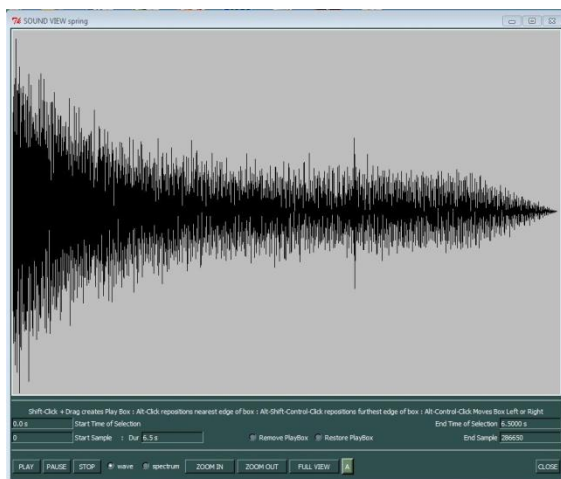 SOUND VIEW spring
Shift-Click + Drag creates Play Box : Alt-Click repositions nearest edge of box : Alt-Shift-Control-Click repositions furthest edge of box : Alt-Control-Click Moves Box Left or Right
0.0 s Start Time of Selection End Time of Selection 6.5000 s
0 Start Sample : Dur 6.5 s Remove PlayBox Restore PlayBox End Sample 286650
PLAY PAUSE STOP wave spectrum ZOOM IN ZOOM OUT FULL VIEW A CLOSE